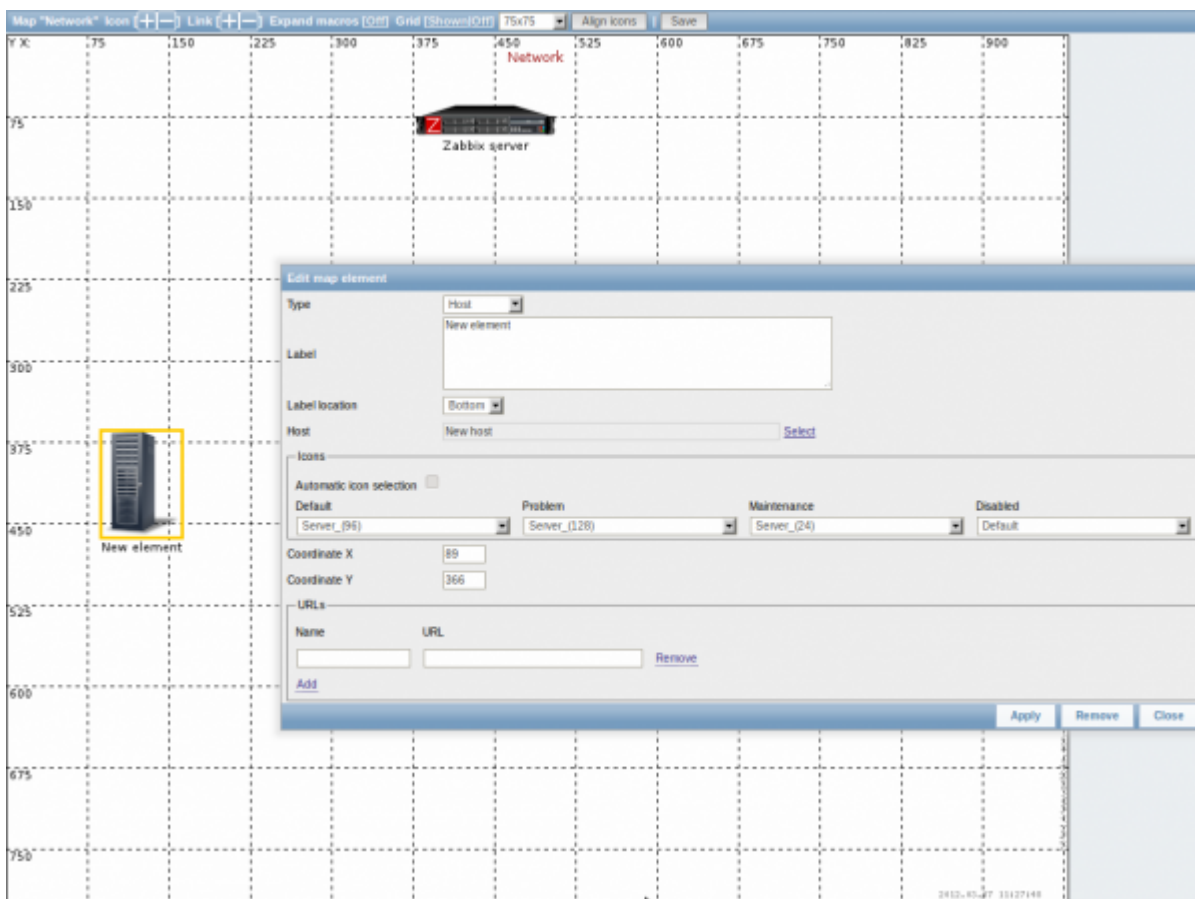 Map "Network" Icon [+|—] Link [+|—] Expand macros [Off] Grid [Shown|Off] 75x75 Align icons | Save
Y X: 75 150 225 300 375 450 525 600 675 750 825 900
Network
75
Z
Zabbix server
150
225
Edit map element
Type Host
New element
Label
300
Label location Bottom
Host New host Select
375
Icons
Automatic icon selection
Default Problem Maintenance Disabled
Server_(96) Server_(128) Server_(24) Default
450
New element
Coordinate X 89
Coordinate Y 366
525
URLs
Name URL
Remove
Add
600
Apply Remove Close
675
750